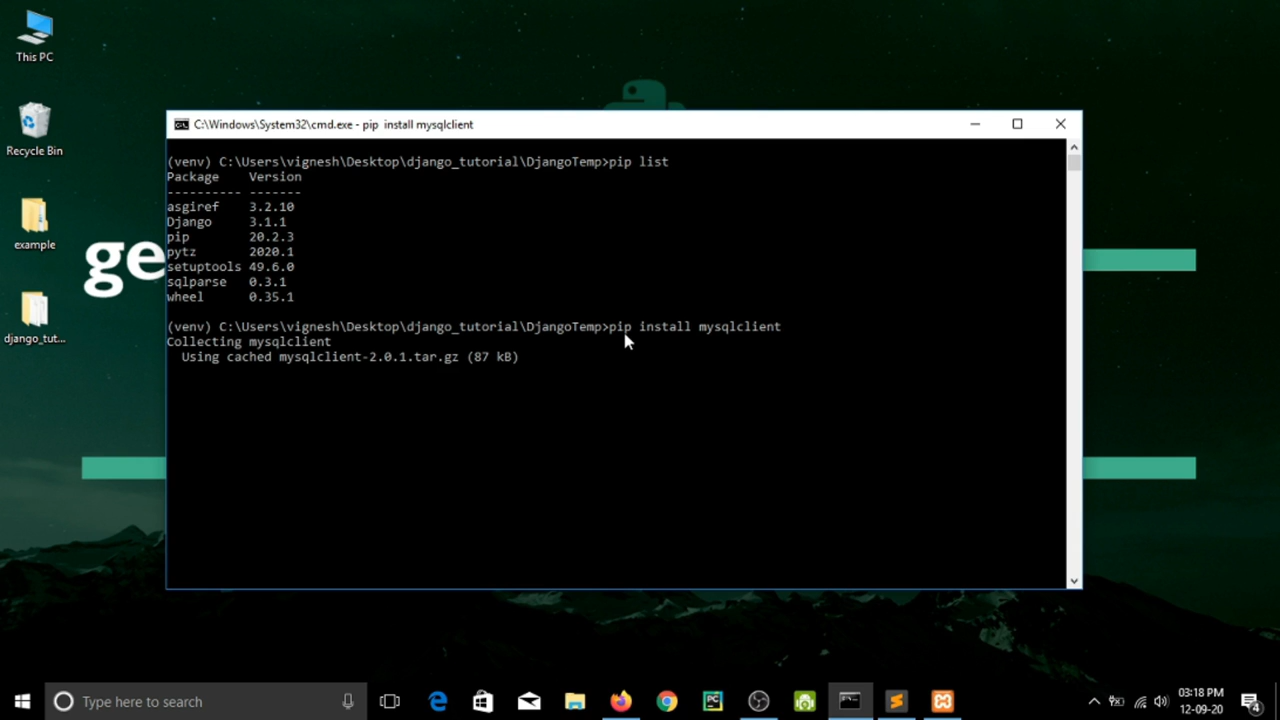 This PC
Recycle Bin
example
django_tut...
ge
C:\Windows\System32\cmd.exe - pip  install mysqlclient
(venv) C:\Users\vignesh\Desktop\django_tutorial\DjangoTemp>pip list
Package    Version
---------- -------
asgiref    3.2.10
Django     3.1.1
pip        20.2.3
pytz       2020.1
setuptools 49.6.0
sqlparse   0.3.1
wheel      0.35.1
(venv) C:\Users\vignesh\Desktop\django_tutorial\DjangoTemp>pip install mysqlclient
Collecting mysqlclient
  Using cached mysqlclient-2.0.1.tar.gz (87 kB)
Type here to search
PC
03:18 PM
12-09-20
4